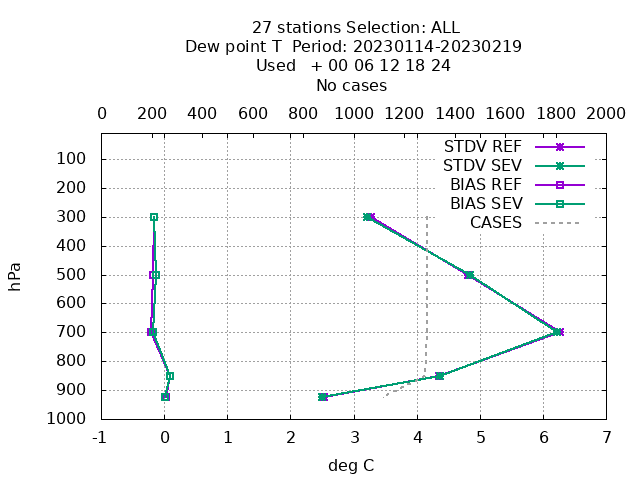 27 stations Selection: ALL
Dew point T  Period: 20230114-20230219
Used   + 00 06 12 18 24
No cases
0 200 400 600 800 1000 1200 1400 1600 1800 2000
STDV REF
STDV SEV
BIAS REF
BIAS SEV
CASES
100
200
300
400
500
600
700
800
900
1000
hPa
-1 0 1 2 3 4 5 6 7
deg C